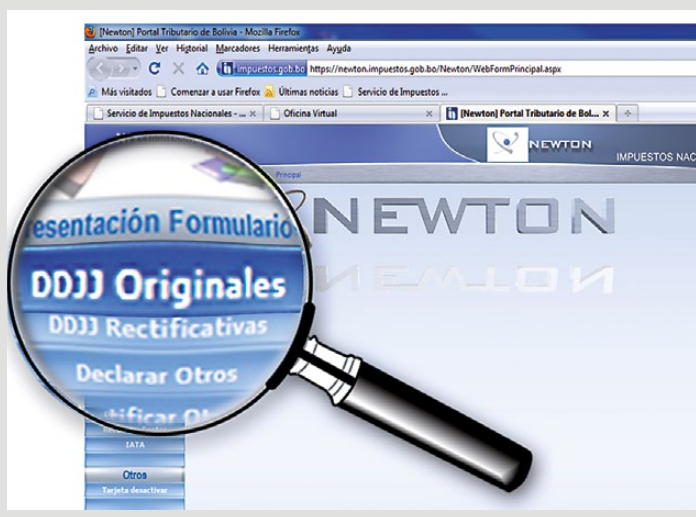 [Newton] Portal Tributario de Bolivia - Mozilla Firefox
Archivo Editar Ver Historial Marcadores Herramientas Ayuda
impuestos.gob.bo https://newton.impuestos.gob.bo/Newton/WebFormPrincipal.aspx
Más visitados Comenzar a usar Firefox Últimas noticias Servicio de Impuestos ...
Servicio de Impuestos Nacionales - ... × Oficina Virtual × [Newton] Portal Tributario de Bol... ×
NEWTON
IMPUESTOS NAC
Principal
NEWTON
esentación Formulario
DDJJ Originales
DDJJ Rectificativas
Declarar Otros
tificar Ot
IATA
Otros
Tarjeta desactivar